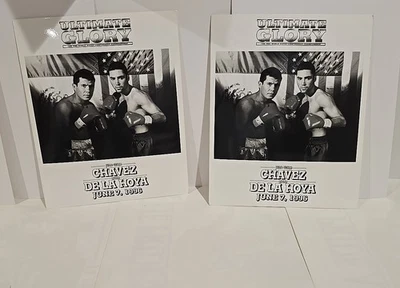 ULTIMATE
GLORY
CHAVEZ
DE LA HOYA
JUNE 7, 1996
ULTIMATE
GLORY
CHAVEZ
DE LA HOYA
JUNE 7, 1996